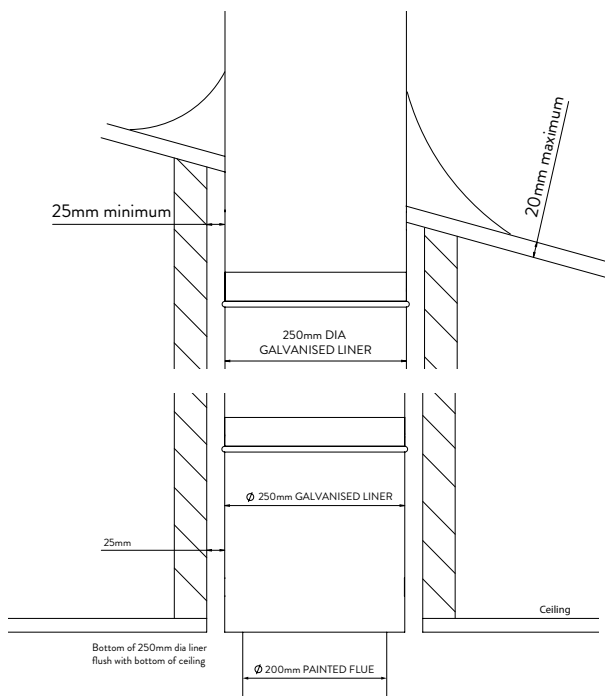 20mm maximum
25mm minimum
250mm DIA
GALVANISED LINER
Ø 250mm GALVANISED LINER
25mm
Ceiling
Bottom of 250mm dia liner
flush with bottom of ceiling
Ø 200mm PAINTED FLUE